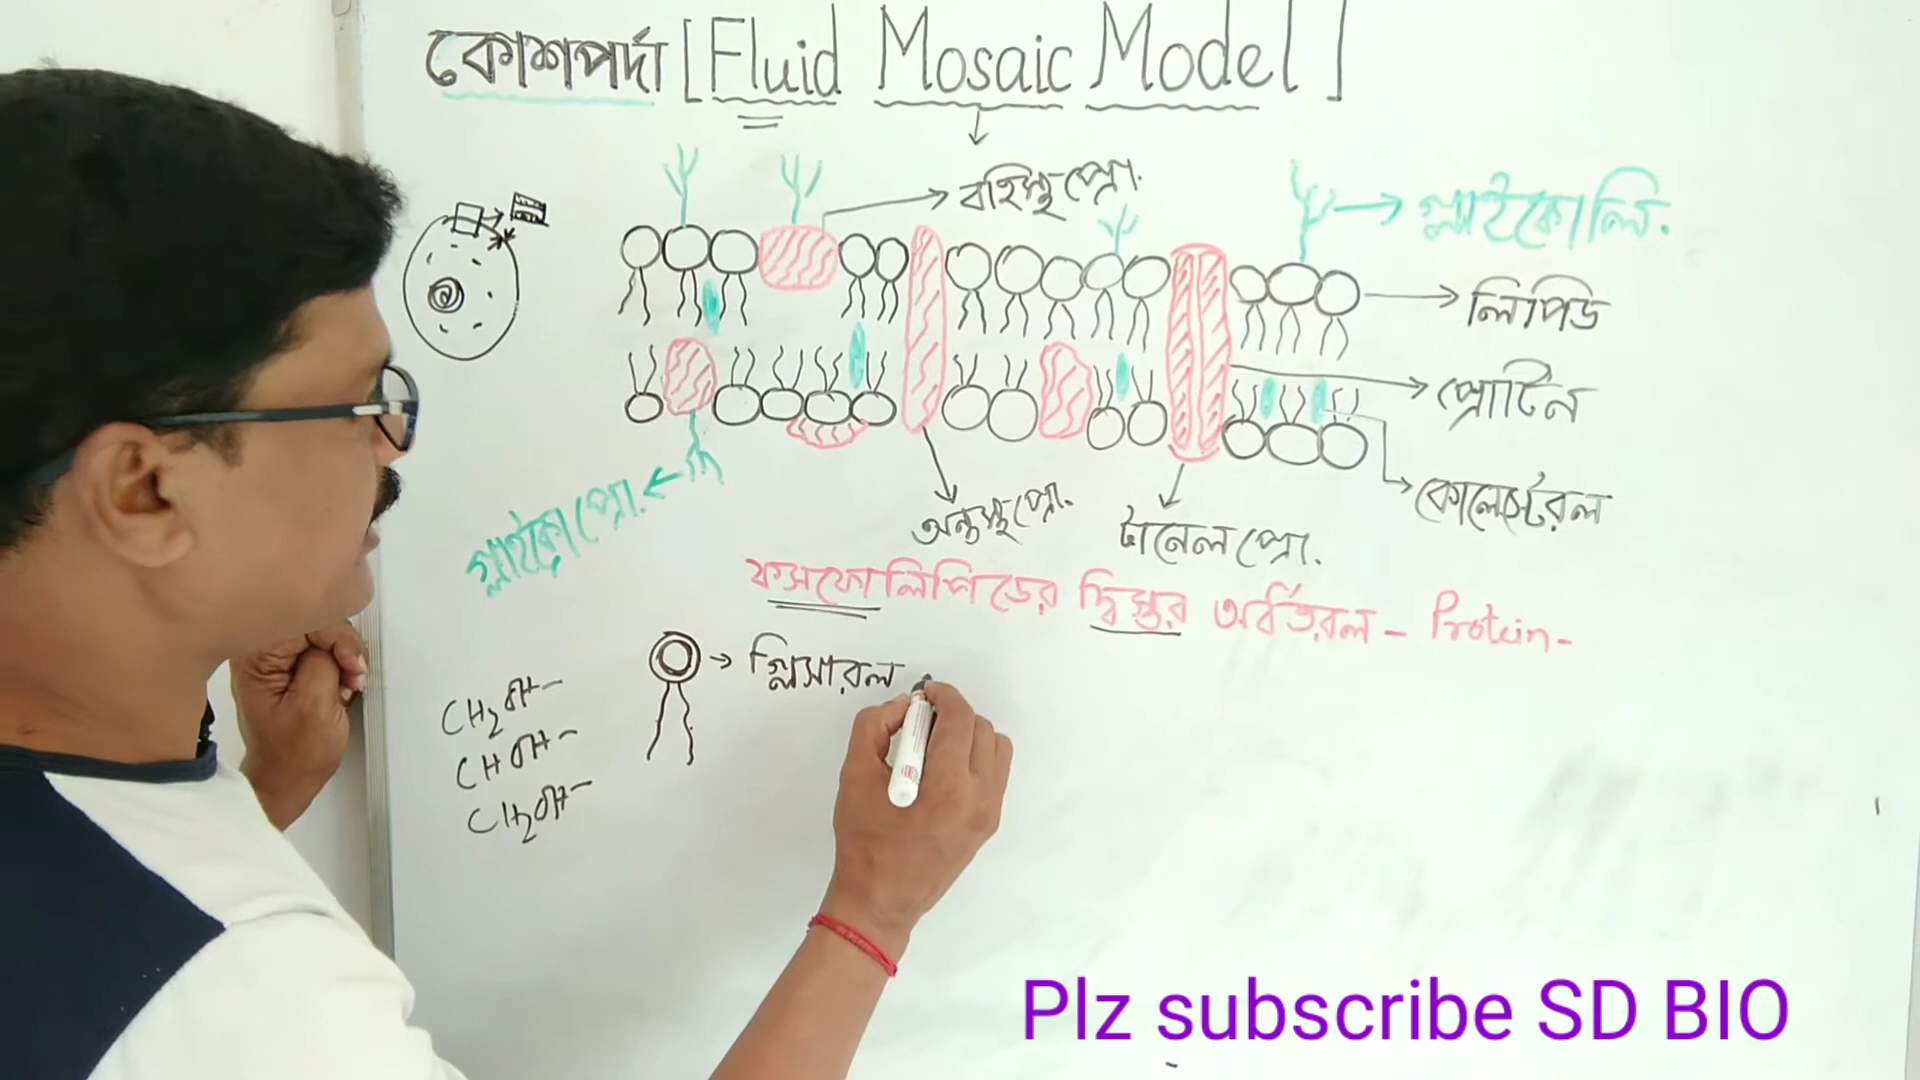 কোশপর্দা [Fluid Mosaic Model]
বহিস্থ প্রো.
গ্লাইকোলি.
লিপিড
প্রোটিন
কোলেস্টেরল
অন্তস্থ প্রো.
টানেল প্রো.
গ্লাইকো প্রো.
ফসফোলিপিডের দ্বিস্তর অর্ধতরল - Protein -
গ্লিসারল
CH₂OH-
CHOH-
CH₂OH-
Plz subscribe SD BIO